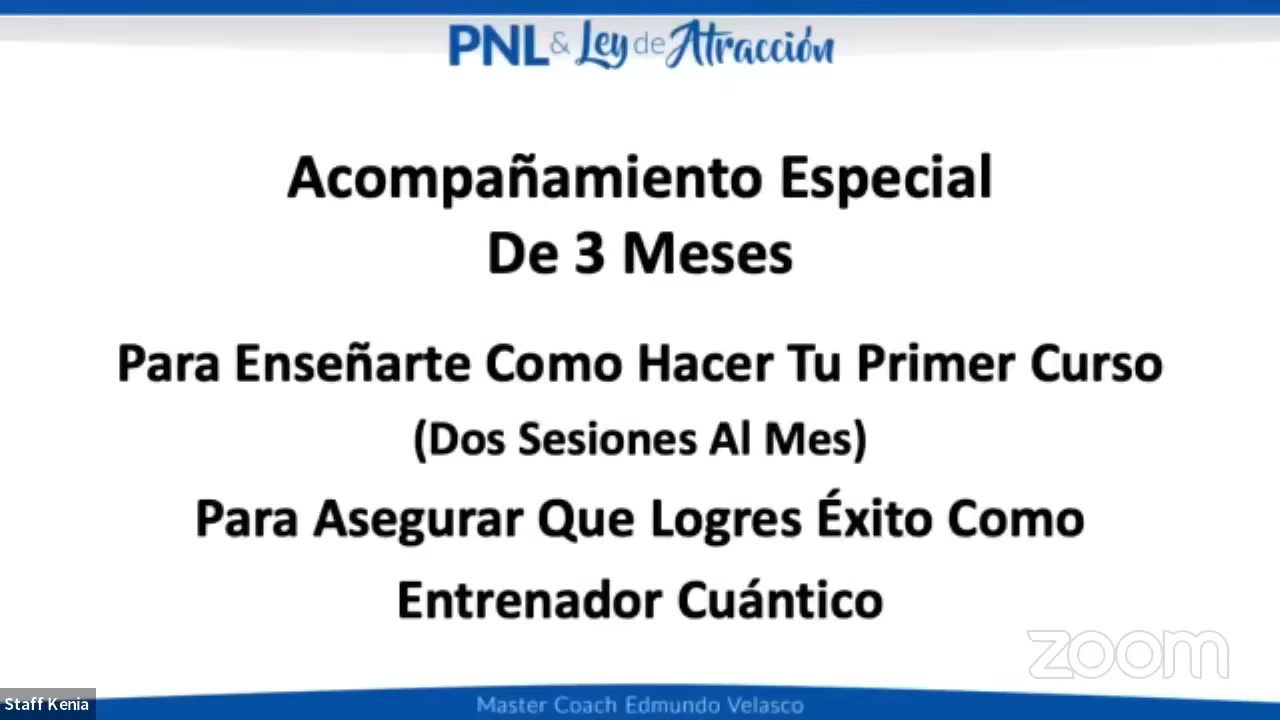 PNL & Ley de Atracción
Acompañamiento Especial
De 3 Meses
Para Enseñarte Como Hacer Tu Primer Curso
(Dos Sesiones Al Mes)
Para Asegurar Que Logres Éxito Como
Entrenador Cuántico
zoom
Staff Kenia
Master Coach Edmundo Velasco